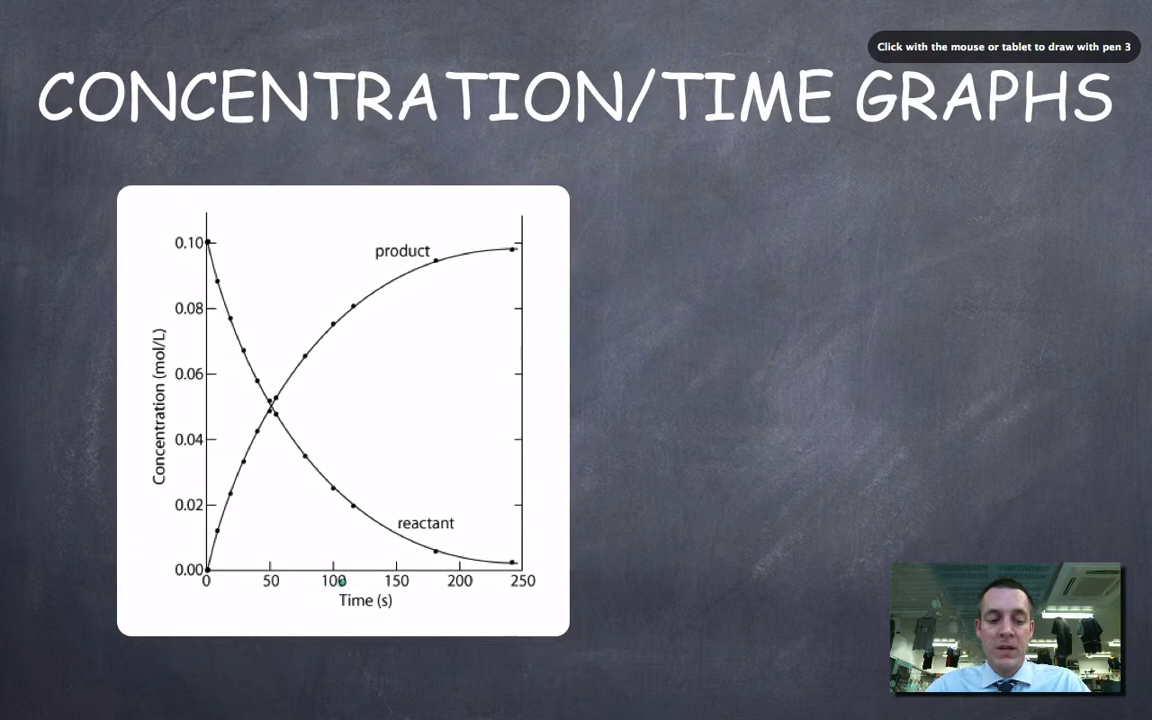 Click with the mouse or tablet to draw with pen 3
CONCENTRATION/TIME GRAPHS
product
reactant
Concentration (mol/L)
0.10
0.08
0.06
0.04
0.02
0.00
0 50 100 150 200 250
Time (s)